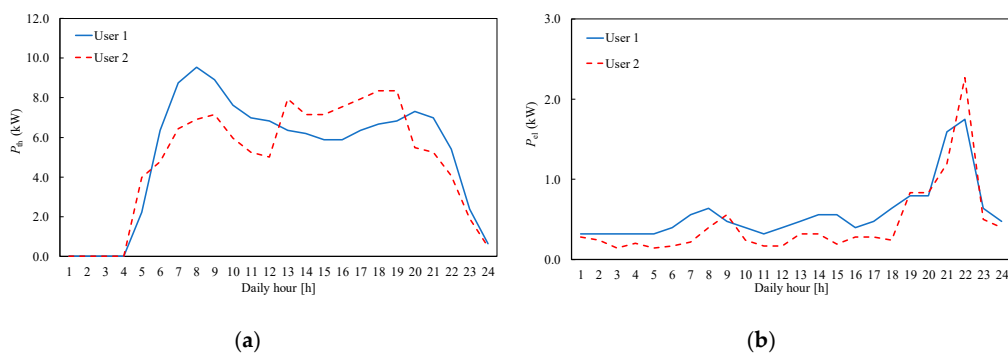 12.0
10.0
8.0
6.0
4.0
2.0
0.0
P_th (kW)
User 1
User 2
1 2 3 4 5 6 7 8 9 10 11 12 13 14 15 16 17 18 19 20 21 22 23 24
Daily hour [h]
(a)
3.0
2.0
1.0
0.0
P_el (kW)
User 1
User 2
1 2 3 4 5 6 7 8 9 10 11 12 13 14 15 16 17 18 19 20 21 22 23 24
Daily hour [h]
(b)